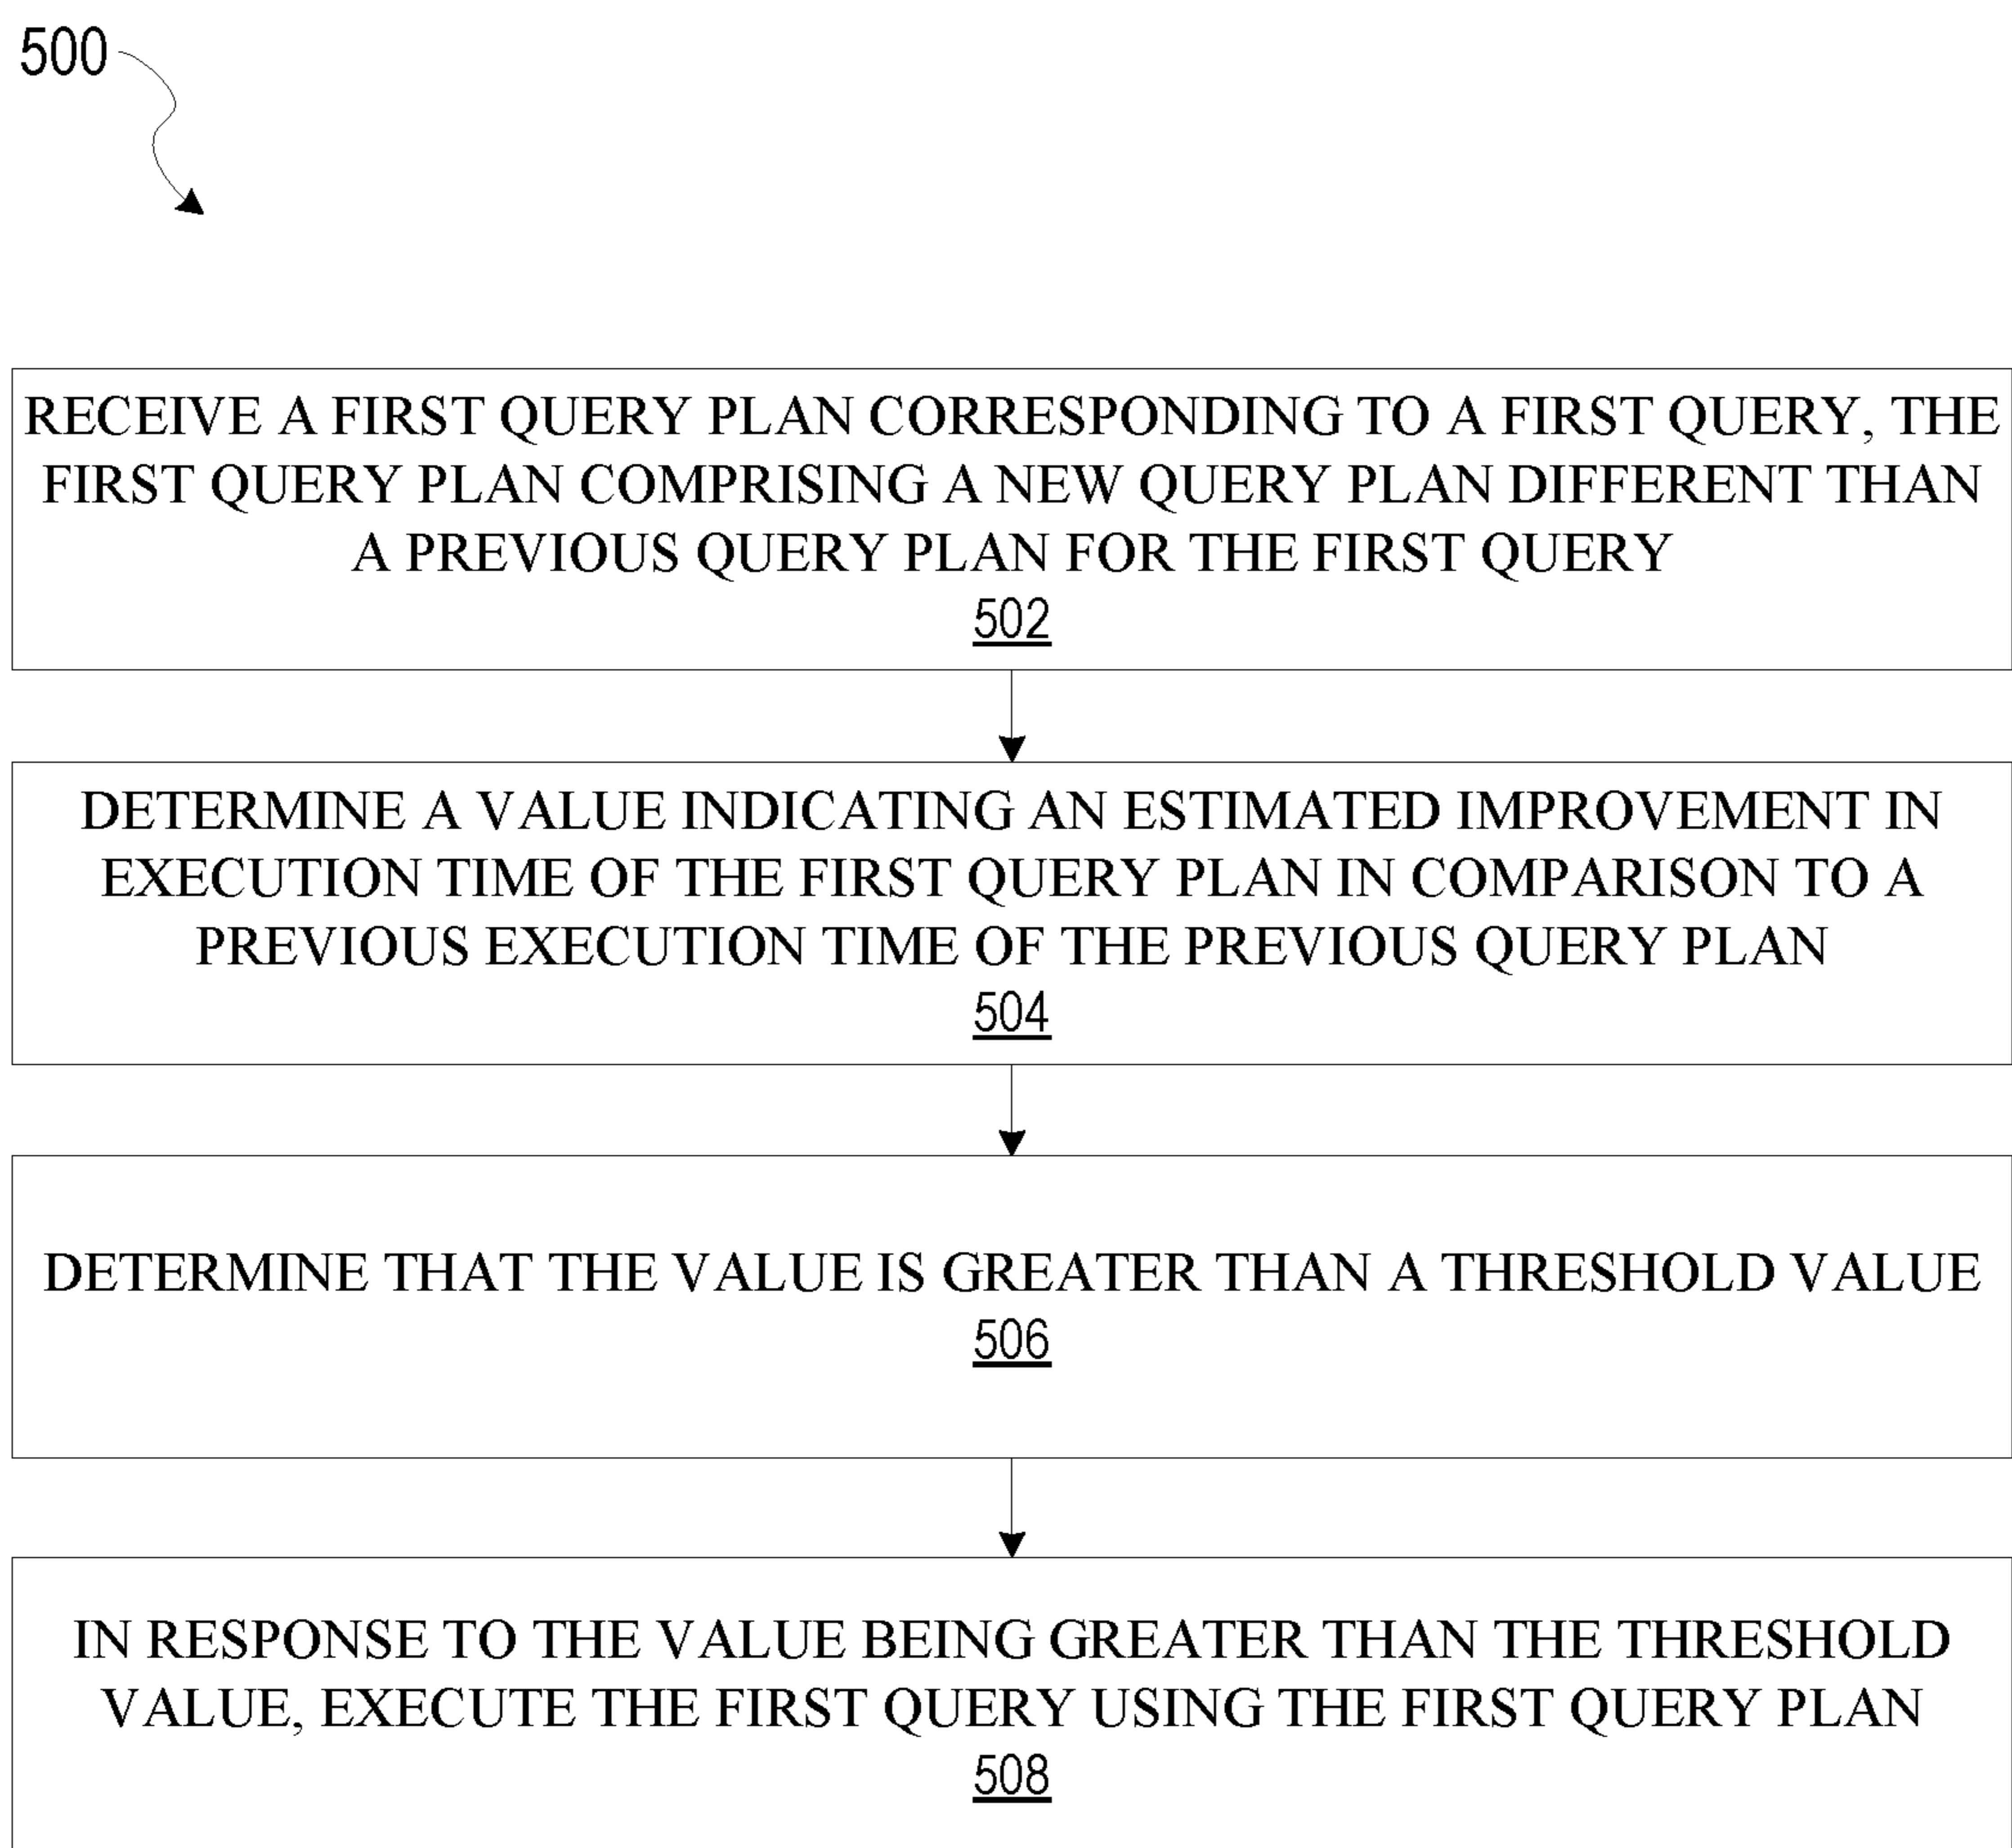 500
RECEIVE A FIRST QUERY PLAN CORRESPONDING TO A FIRST QUERY, THE
FIRST QUERY PLAN COMPRISING A NEW QUERY PLAN DIFFERENT THAN
A PREVIOUS QUERY PLAN FOR THE FIRST QUERY
502
DETERMINE A VALUE INDICATING AN ESTIMATED IMPROVEMENT IN
EXECUTION TIME OF THE FIRST QUERY PLAN IN COMPARISON TO A
PREVIOUS EXECUTION TIME OF THE PREVIOUS QUERY PLAN
504
DETERMINE THAT THE VALUE IS GREATER THAN A THRESHOLD VALUE
506
IN RESPONSE TO THE VALUE BEING GREATER THAN THE THRESHOLD
VALUE, EXECUTE THE FIRST QUERY USING THE FIRST QUERY PLAN
508